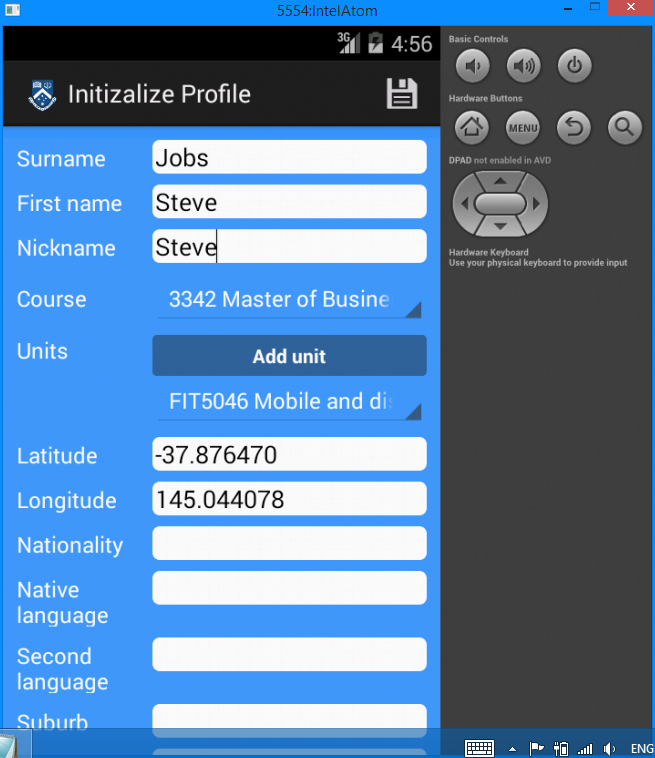 5554:IntelAtom
3G 4:56
Initizalize Profile
Surname Jobs
First name Steve
Nickname Steve
Course 3342 Master of Busine
Units Add unit
FIT5046 Mobile and dis
Latitude -37.876470
Longitude 145.044078
Nationality
Native
language
Second
language
Suburb
Basic Controls
Hardware Buttons
MENU
DPAD not enabled in AVD
Hardware Keyboard
Use your physical keyboard to provide input
ENG